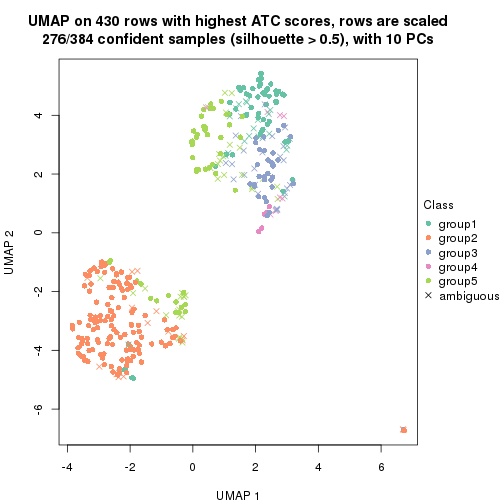 UMAP on 430 rows with highest ATC scores, rows are scaled
276/384 confident samples (silhouette > 0.5), with 10 PCs
4
2
0
-2
-4
-6
UMAP 2
-4
-2
0
2
4
6
UMAP 1
Class
group1
group2
group3
group4
group5
ambiguous